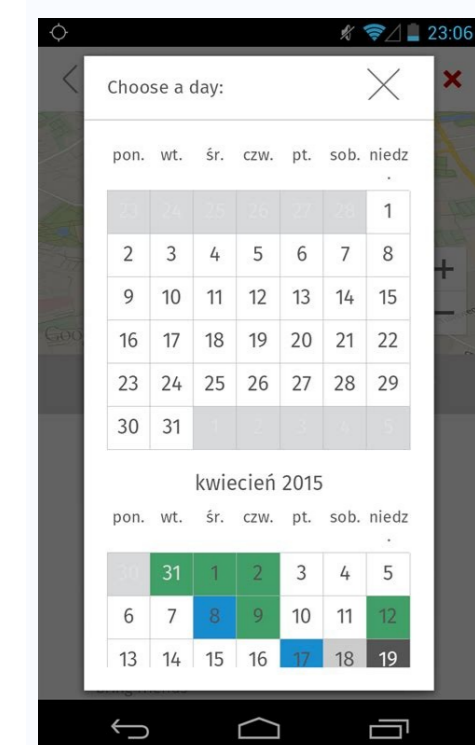 23:06
Choose a day:
pon. wt. śr. czw. pt. sob. niedz.
23 24 25 26 27 28 1
2 3 4 5 6 7 8
9 10 11 12 13 14 15
16 17 18 19 20 21 22
23 24 25 26 27 28 29
30 31 1 2 3 4 5
kwiecień 2015
pon. wt. śr. czw. pt. sob. niedz.
30 31 1 2 3 4 5
6 7 8 9 10 11 12
13 14 15 16 17 18 19